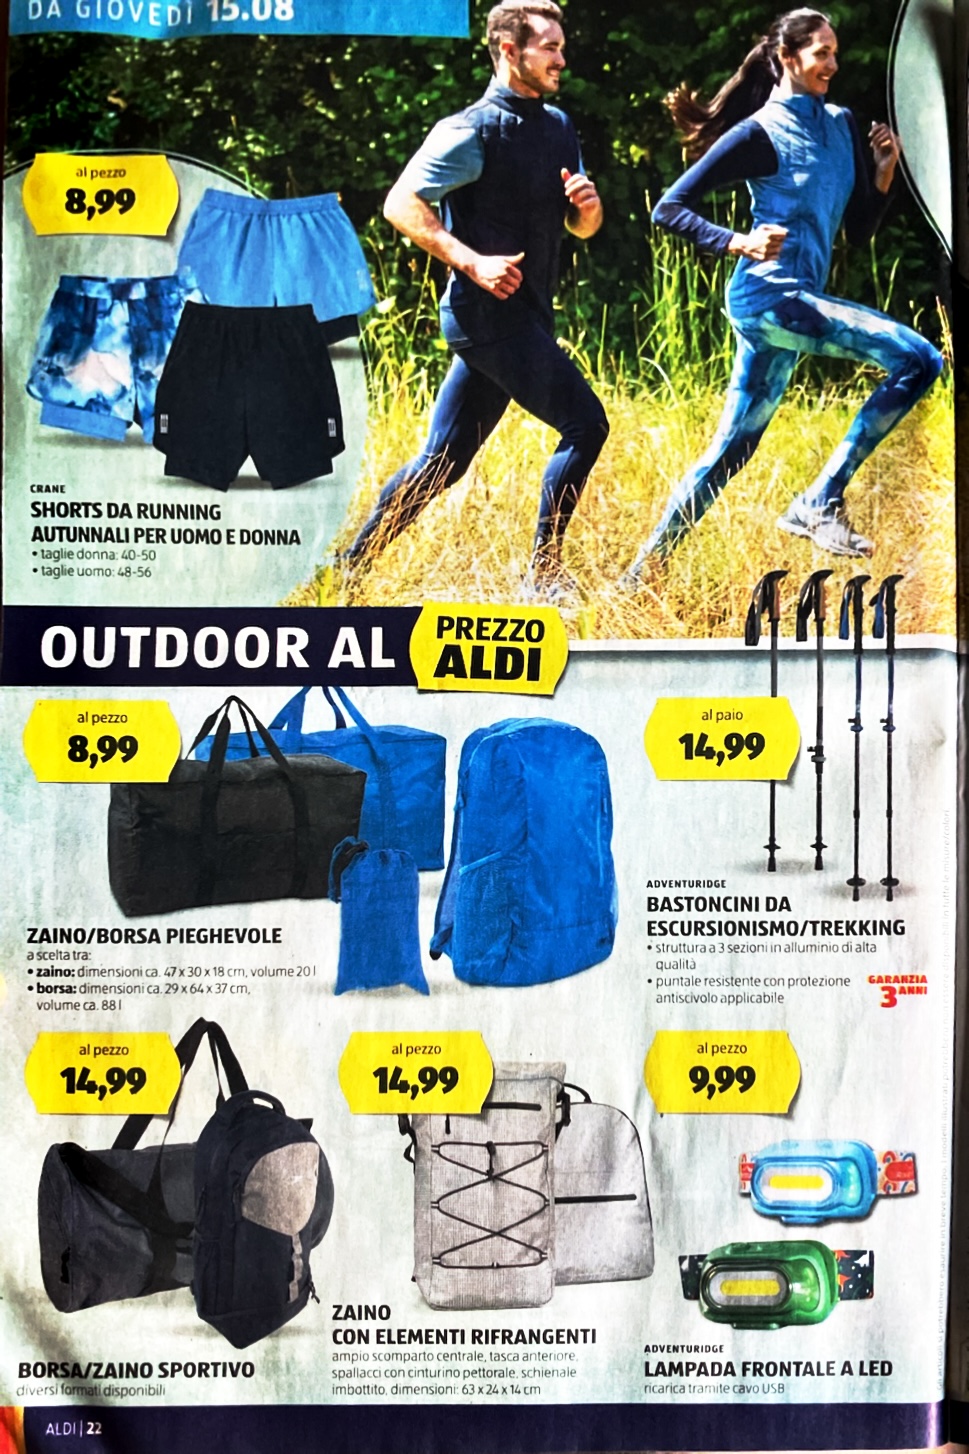 DA GIOVEDÌ 15.08
al pezzo
8,99
CRANE
SHORTS DA RUNNING
AUTUNNALI PER UOMO E DONNA
• taglie donna: 40-50
• taglie uomo: 48-56
OUTDOOR AL
PREZZO
ALDI
al pezzo
8,99
ZAINO/BORSA PIEGHEVOLE
a scelta tra:
• zaino: dimensioni ca. 47 x 30 x 18 cm, volume 20 l
• borsa: dimensioni ca. 29 x 64 x 37 cm,
volume ca. 88 l
al paio
14,99
ADVENTURIDGE
BASTONCINI DA
ESCURSIONISMO/TREKKING
• struttura a 3 sezioni in alluminio di alta
qualità
• puntale resistente con protezione
antiscivolo applicabile
GARANZIA
3 ANNI
al pezzo
14,99
BORSA/ZAINO SPORTIVO
diversi formati disponibili
al pezzo
14,99
ZAINO
CON ELEMENTI RIFRANGENTI
ampio scomparto centrale, tasca anteriore,
spallacci con cinturino pettorale, schienale
imbottito, dimensioni: 63 x 24 x 14 cm
al pezzo
9,99
ADVENTURIDGE
LAMPADA FRONTALE A LED
ricarica tramite cavo USB
ALDI | 22